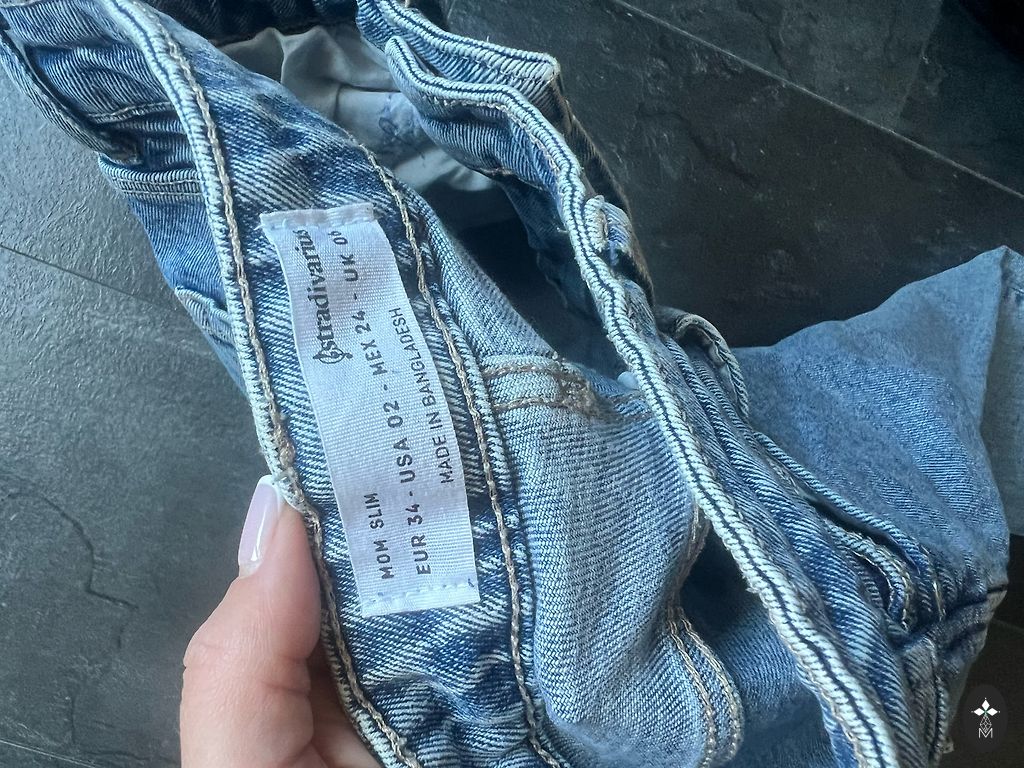 Stradivarius
MOM SLIM
EUR 34 - USA 02 - MEX 24 - UK 06
MADE IN BANGLADESH